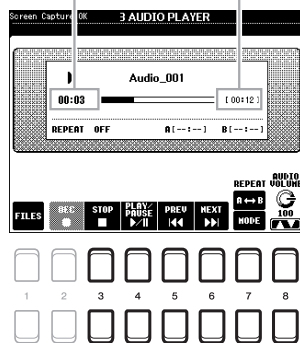 Screen Capture OK 3 AUDIO PLAYER
Audio_001
00:03 [ 00:12 ]
REPEAT OFF A[--:--] B[--:--]
REPEAT AUDIO VOLUME
A↔B
FILES REC STOP PLAY/PAUSE PREV NEXT MODE 100
1 2 3 4 5 6 7 8